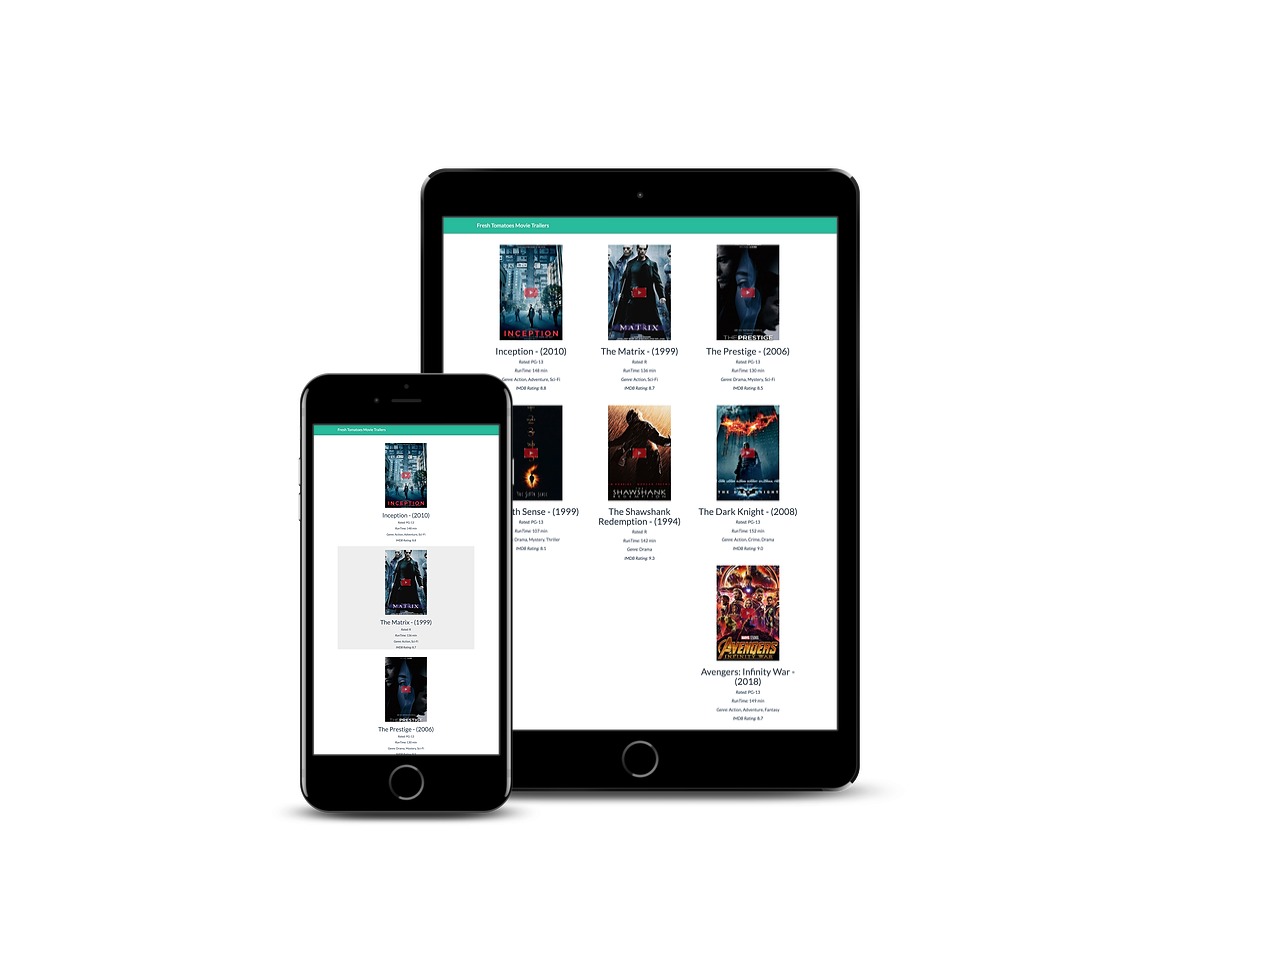 Fresh Tomatoes Movie Trailers
INCEPTION
MATRIX
THE PRESTIGE
Inception - (2010)
The Matrix - (1999)
The Prestige - (2006)
Rated: PG-13
Rated: R
Rated: PG-13
RunTime: 148 min
RunTime: 136 min
RunTime: 130 min
Genre: Action, Adventure, Sci-Fi
Genre: Action, Sci-Fi
Genre: Drama, Mystery, Sci-Fi
IMDB Rating: 8.8
IMDB Rating: 8.7
IMDB Rating: 8.5
THE SIXTH SENSE
SHAWSHANK
REDEMPTION
THE DARK KNIGHT
th Sense - (1999)
The Shawshank
Redemption - (1994)
The Dark Knight - (2008)
Rated: PG-13
Rated: R
Rated: PG-13
RunTime: 107 min
RunTime: 142 min
RunTime: 152 min
Drama, Mystery, Thriller
Genre: Drama
Genre: Action, Crime, Drama
IMDB Rating: 8.1
IMDB Rating: 9.3
IMDB Rating: 9.0
MARVEL STUDIOS
AVENGERS
INFINITY WAR
Avengers: Infinity War -
(2018)
Rated: PG-13
RunTime: 149 min
Genre: Action, Adventure, Fantasy
IMDB Rating: 8.7
Fresh Tomatoes Movie Trailers
INCEPTION
Inception - (2010)
Rated: PG-13
RunTime: 148 min
Genre: Action, Adventure, Sci-Fi
IMDB Rating: 8.8
MATRIX
The Matrix - (1999)
Rated: R
RunTime: 136 min
Genre: Action, Sci-Fi
IMDB Rating: 8.7
THE PRESTIGE
The Prestige - (2006)
Rated: PG-13
RunTime: 130 min
Genre: Drama, Mystery, Sci-Fi